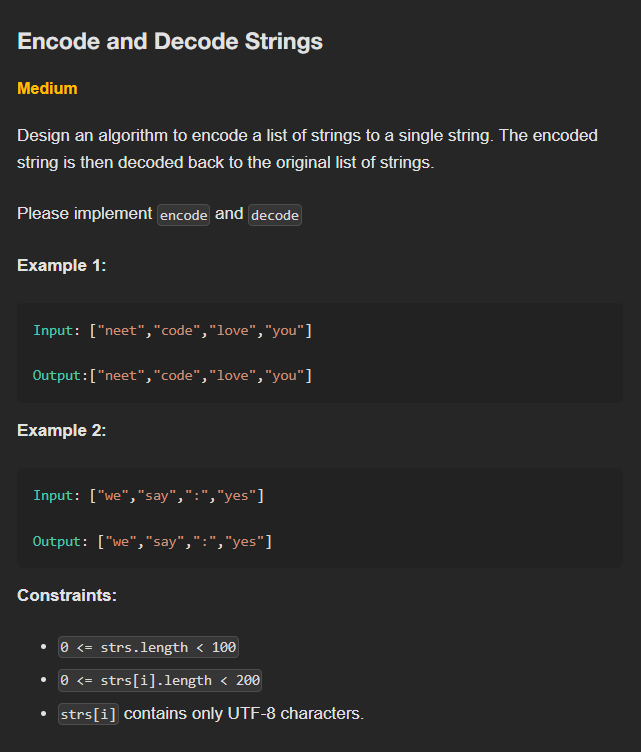 Encode and Decode Strings
Medium
Design an algorithm to encode a list of strings to a single string. The encoded
string is then decoded back to the original list of strings.
Please implement encode and decode
Example 1:
Input: ["neet","code","love","you"]
Output:["neet","code","love","you"]
Example 2:
Input: ["we","say",":","yes"]
Output: ["we","say",":","yes"]
Constraints:
• 0 <= strs.length < 100
• 0 <= strs[i].length < 200
• strs[i] contains only UTF-8 characters.